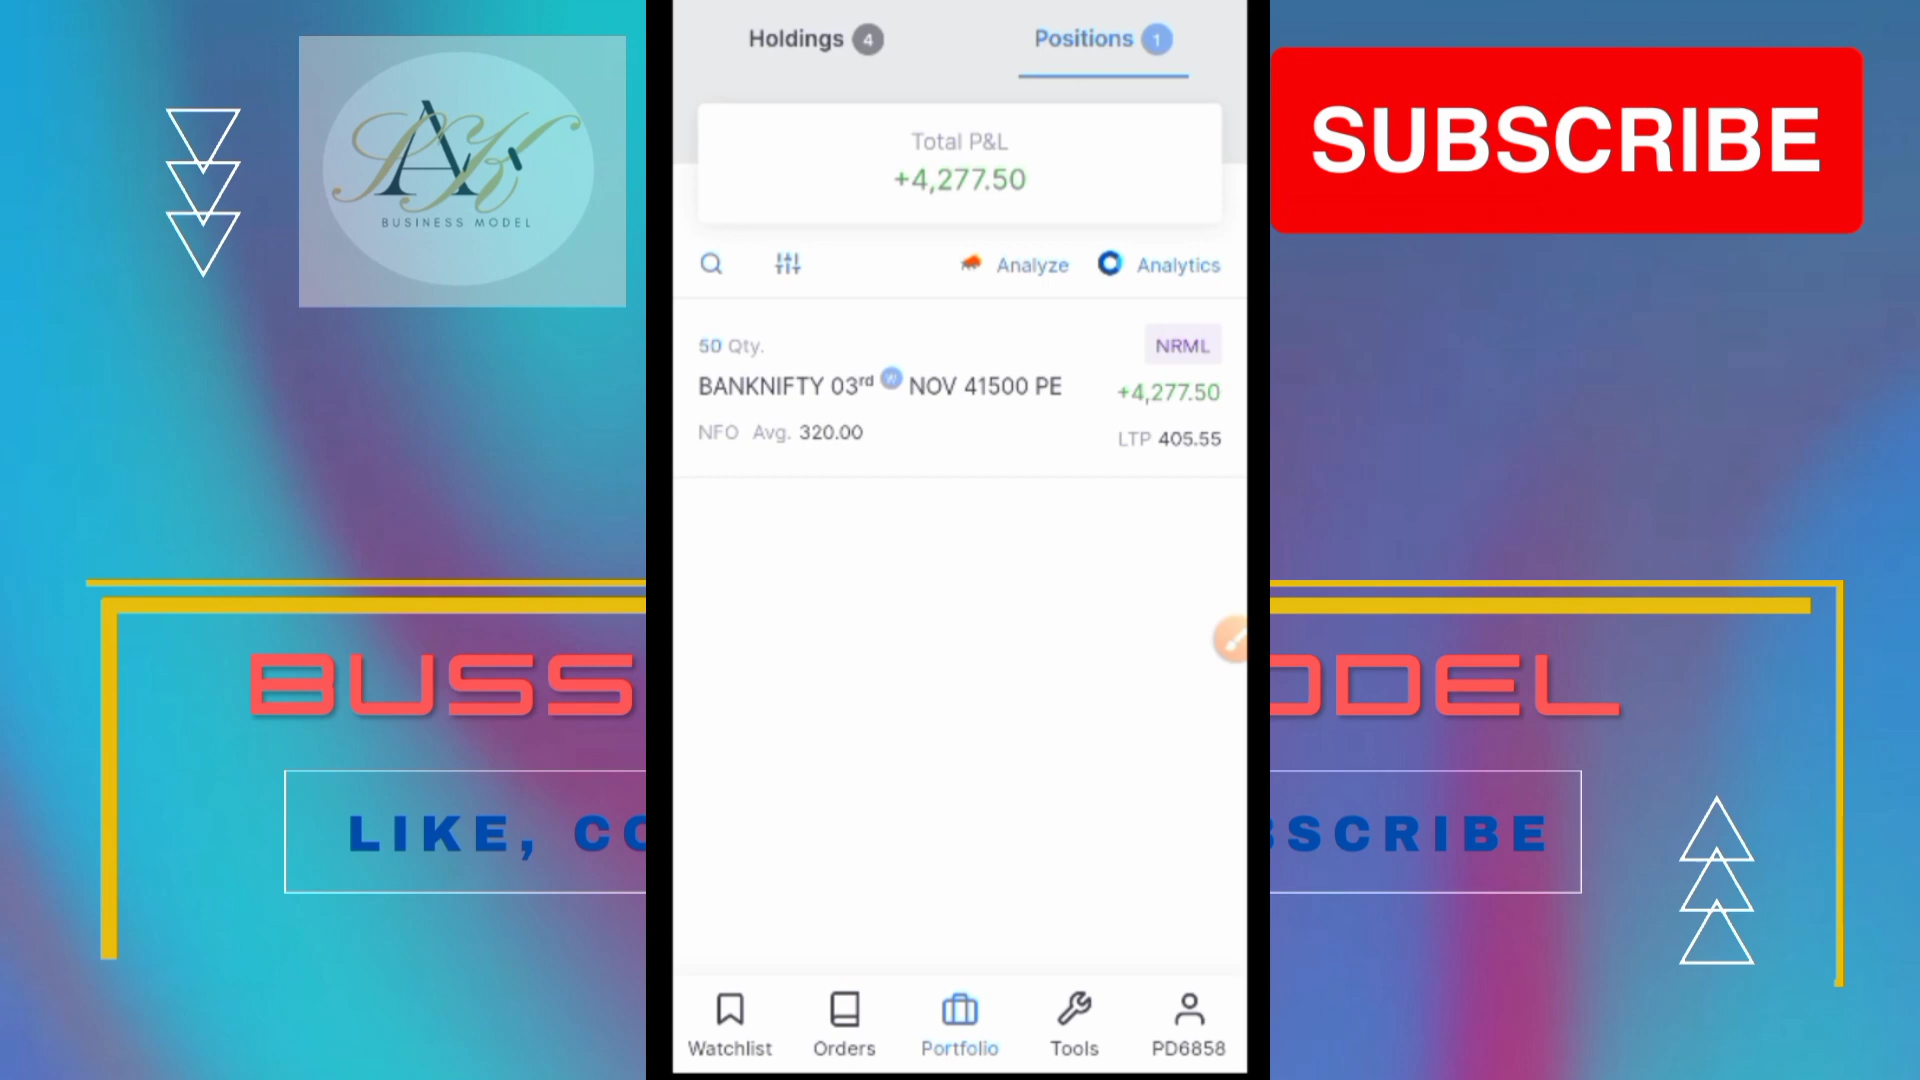 Holdings 4
Positions 1
SUBSCRIBE
A
SK
BUSINESS MODEL
Total P&L
+4,277.50
Analyze
Analytics
50 Qty.
NRML
BANKNIFTY 03rd W NOV 41500 PE
+4,277.50
NFO Avg. 320.00
LTP 405.55
BUSS
ODEL
LIKE, CO
BSCRIBE
Watchlist
Orders
Portfolio
Tools
PD6858